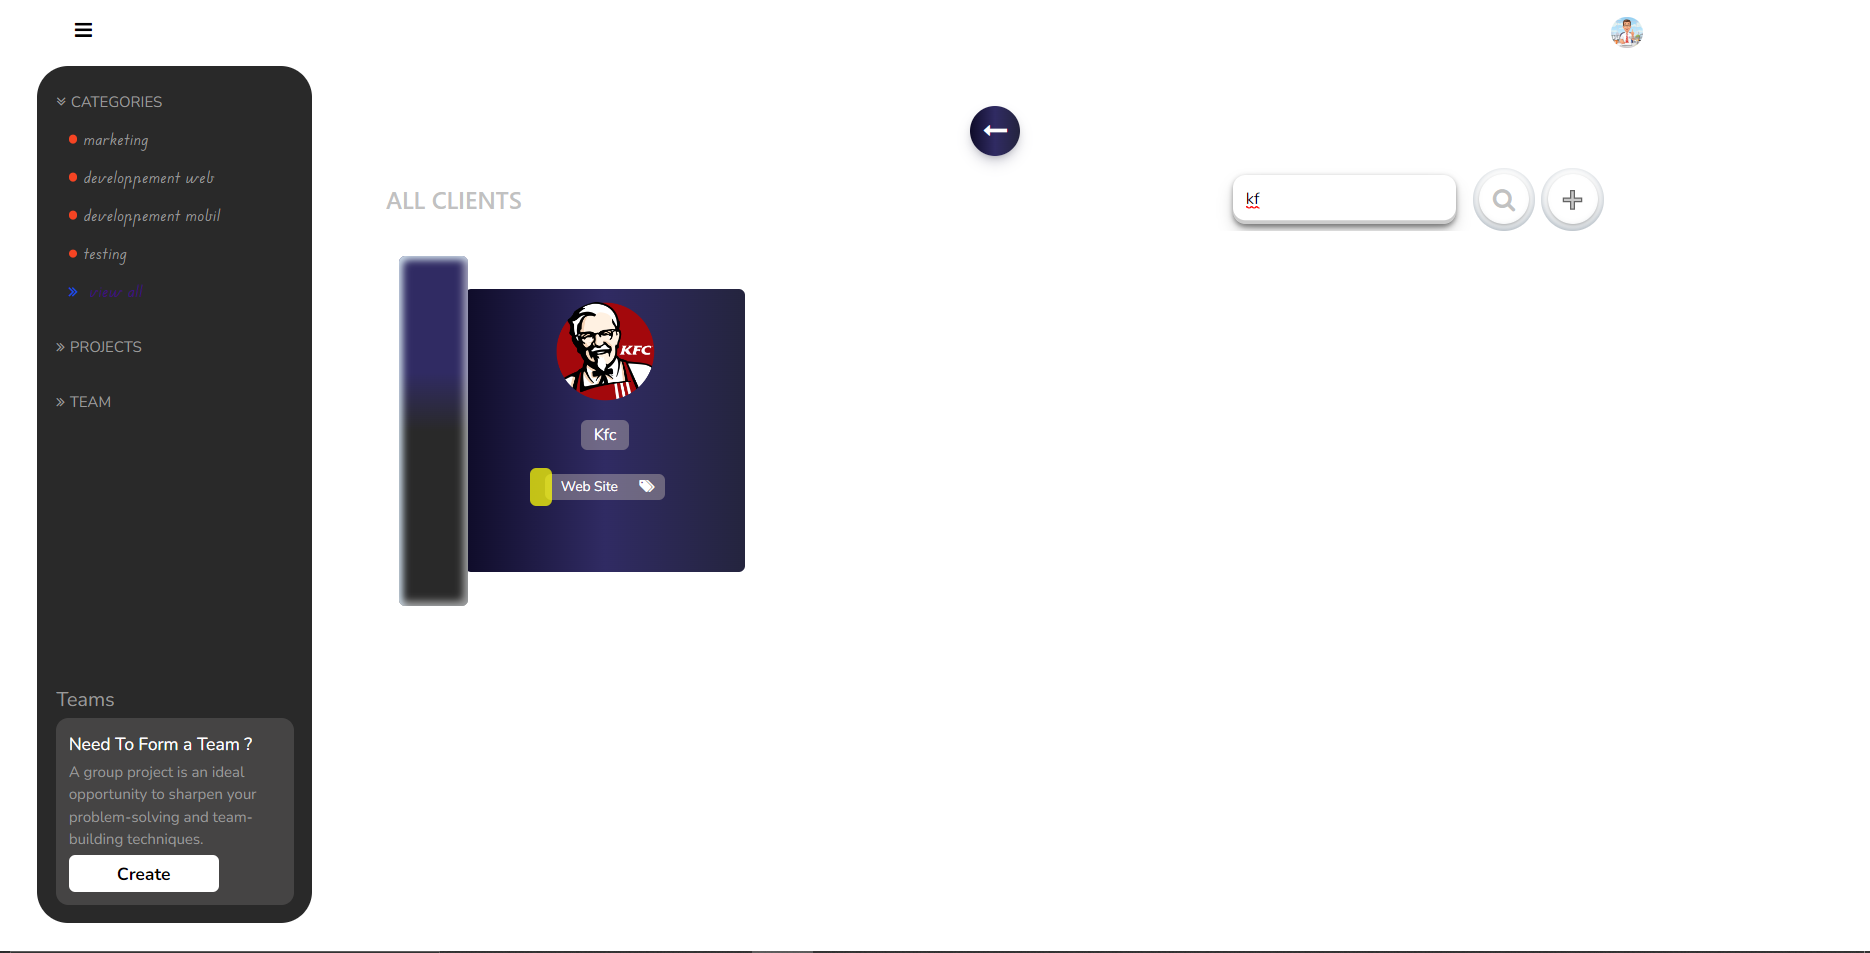 CATEGORIES
marketing
developpement web
developpement mobil
testing
PROJECTS
TEAM
Teams
Need To Form a Team ?
A group project is an ideal
opportunity to sharpen your
problem-solving and team-
building techniques.
Create
ALL CLIENTS
kf
KFC
Kfc
Web Site